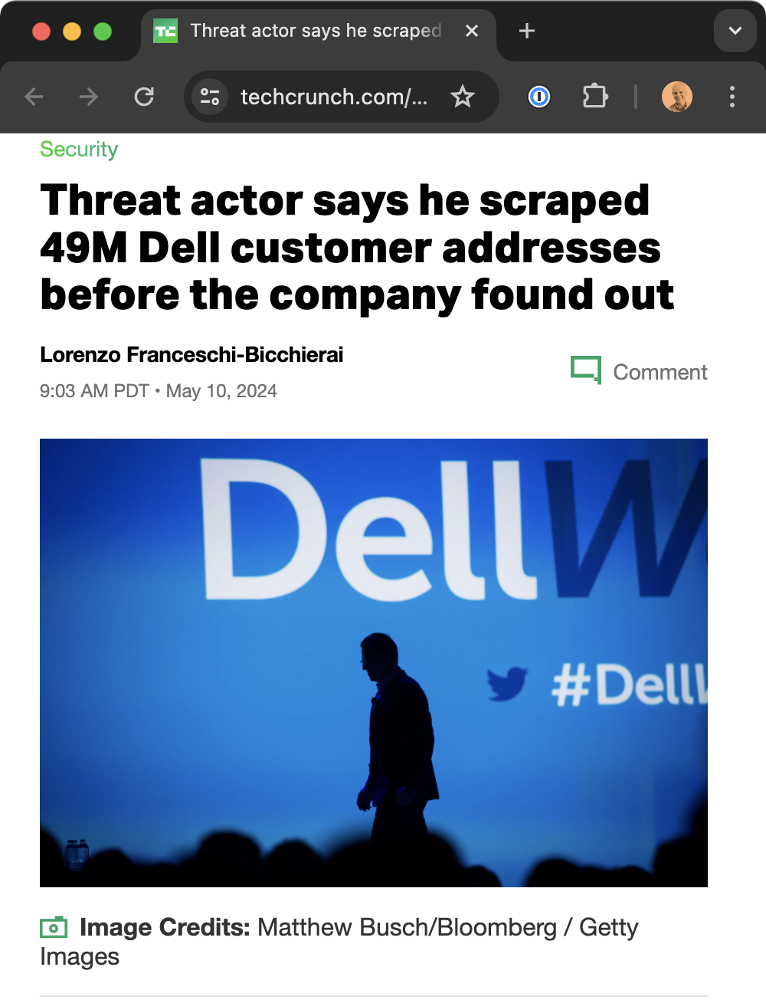 TC Threat actor says he scraped
techcrunch.com/...
Security
Threat actor says he scraped
49M Dell customer addresses
before the company found out
Lorenzo Franceschi-Bicchierai
9:03 AM PDT • May 10, 2024
Comment
DellW
#Dell
Image Credits: Matthew Busch/Bloomberg / Getty
Images